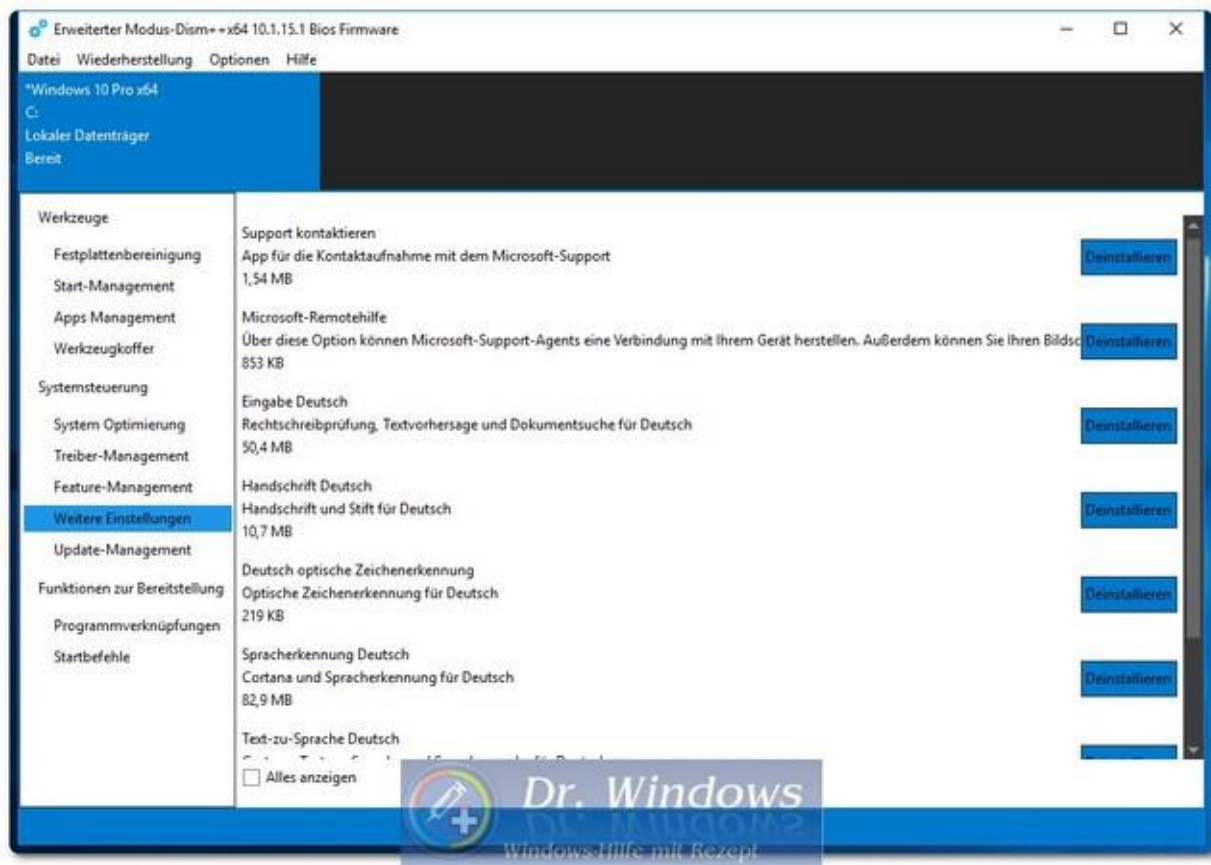 Erweiterter Modus-Dism++x64 10.1.15.1 Bios Firmware
Datei Wiederherstellung Optionen Hilfe
*Windows 10 Pro x64
C:
Lokaler Datenträger
Bereit
Werkzeuge
Festplattenbereinigung
Start-Management
Apps Management
Werkzeugkoffer
Systemsteuerung
System Optimierung
Treiber-Management
Feature-Management
Weitere Einstellungen
Update-Management
Funktionen zur Bereitstellung
Programmverknüpfungen
Startbefehle
Support kontaktieren
App für die Kontaktaufnahme mit dem Microsoft-Support
1,54 MB
Deinstallieren
Microsoft-Remotehilfe
Über diese Option können Microsoft-Support-Agents eine Verbindung mit Ihrem Gerät herstellen. Außerdem können Sie Ihren Bildsc
853 KB
Deinstallieren
Eingabe Deutsch
Rechtschreibprüfung, Textvorhersage und Dokumentsuche für Deutsch
50,4 MB
Deinstallieren
Handschrift Deutsch
Handschrift und Stift für Deutsch
10,7 MB
Deinstallieren
Deutsch optische Zeichenerkennung
Optische Zeichenerkennung für Deutsch
219 KB
Deinstallieren
Spracherkennung Deutsch
Cortana und Spracherkennung für Deutsch
82,9 MB
Deinstallieren
Text-zu-Sprache Deutsch
Alles anzeigen
Dr. Windows
Windows-Hilfe mit Rezept